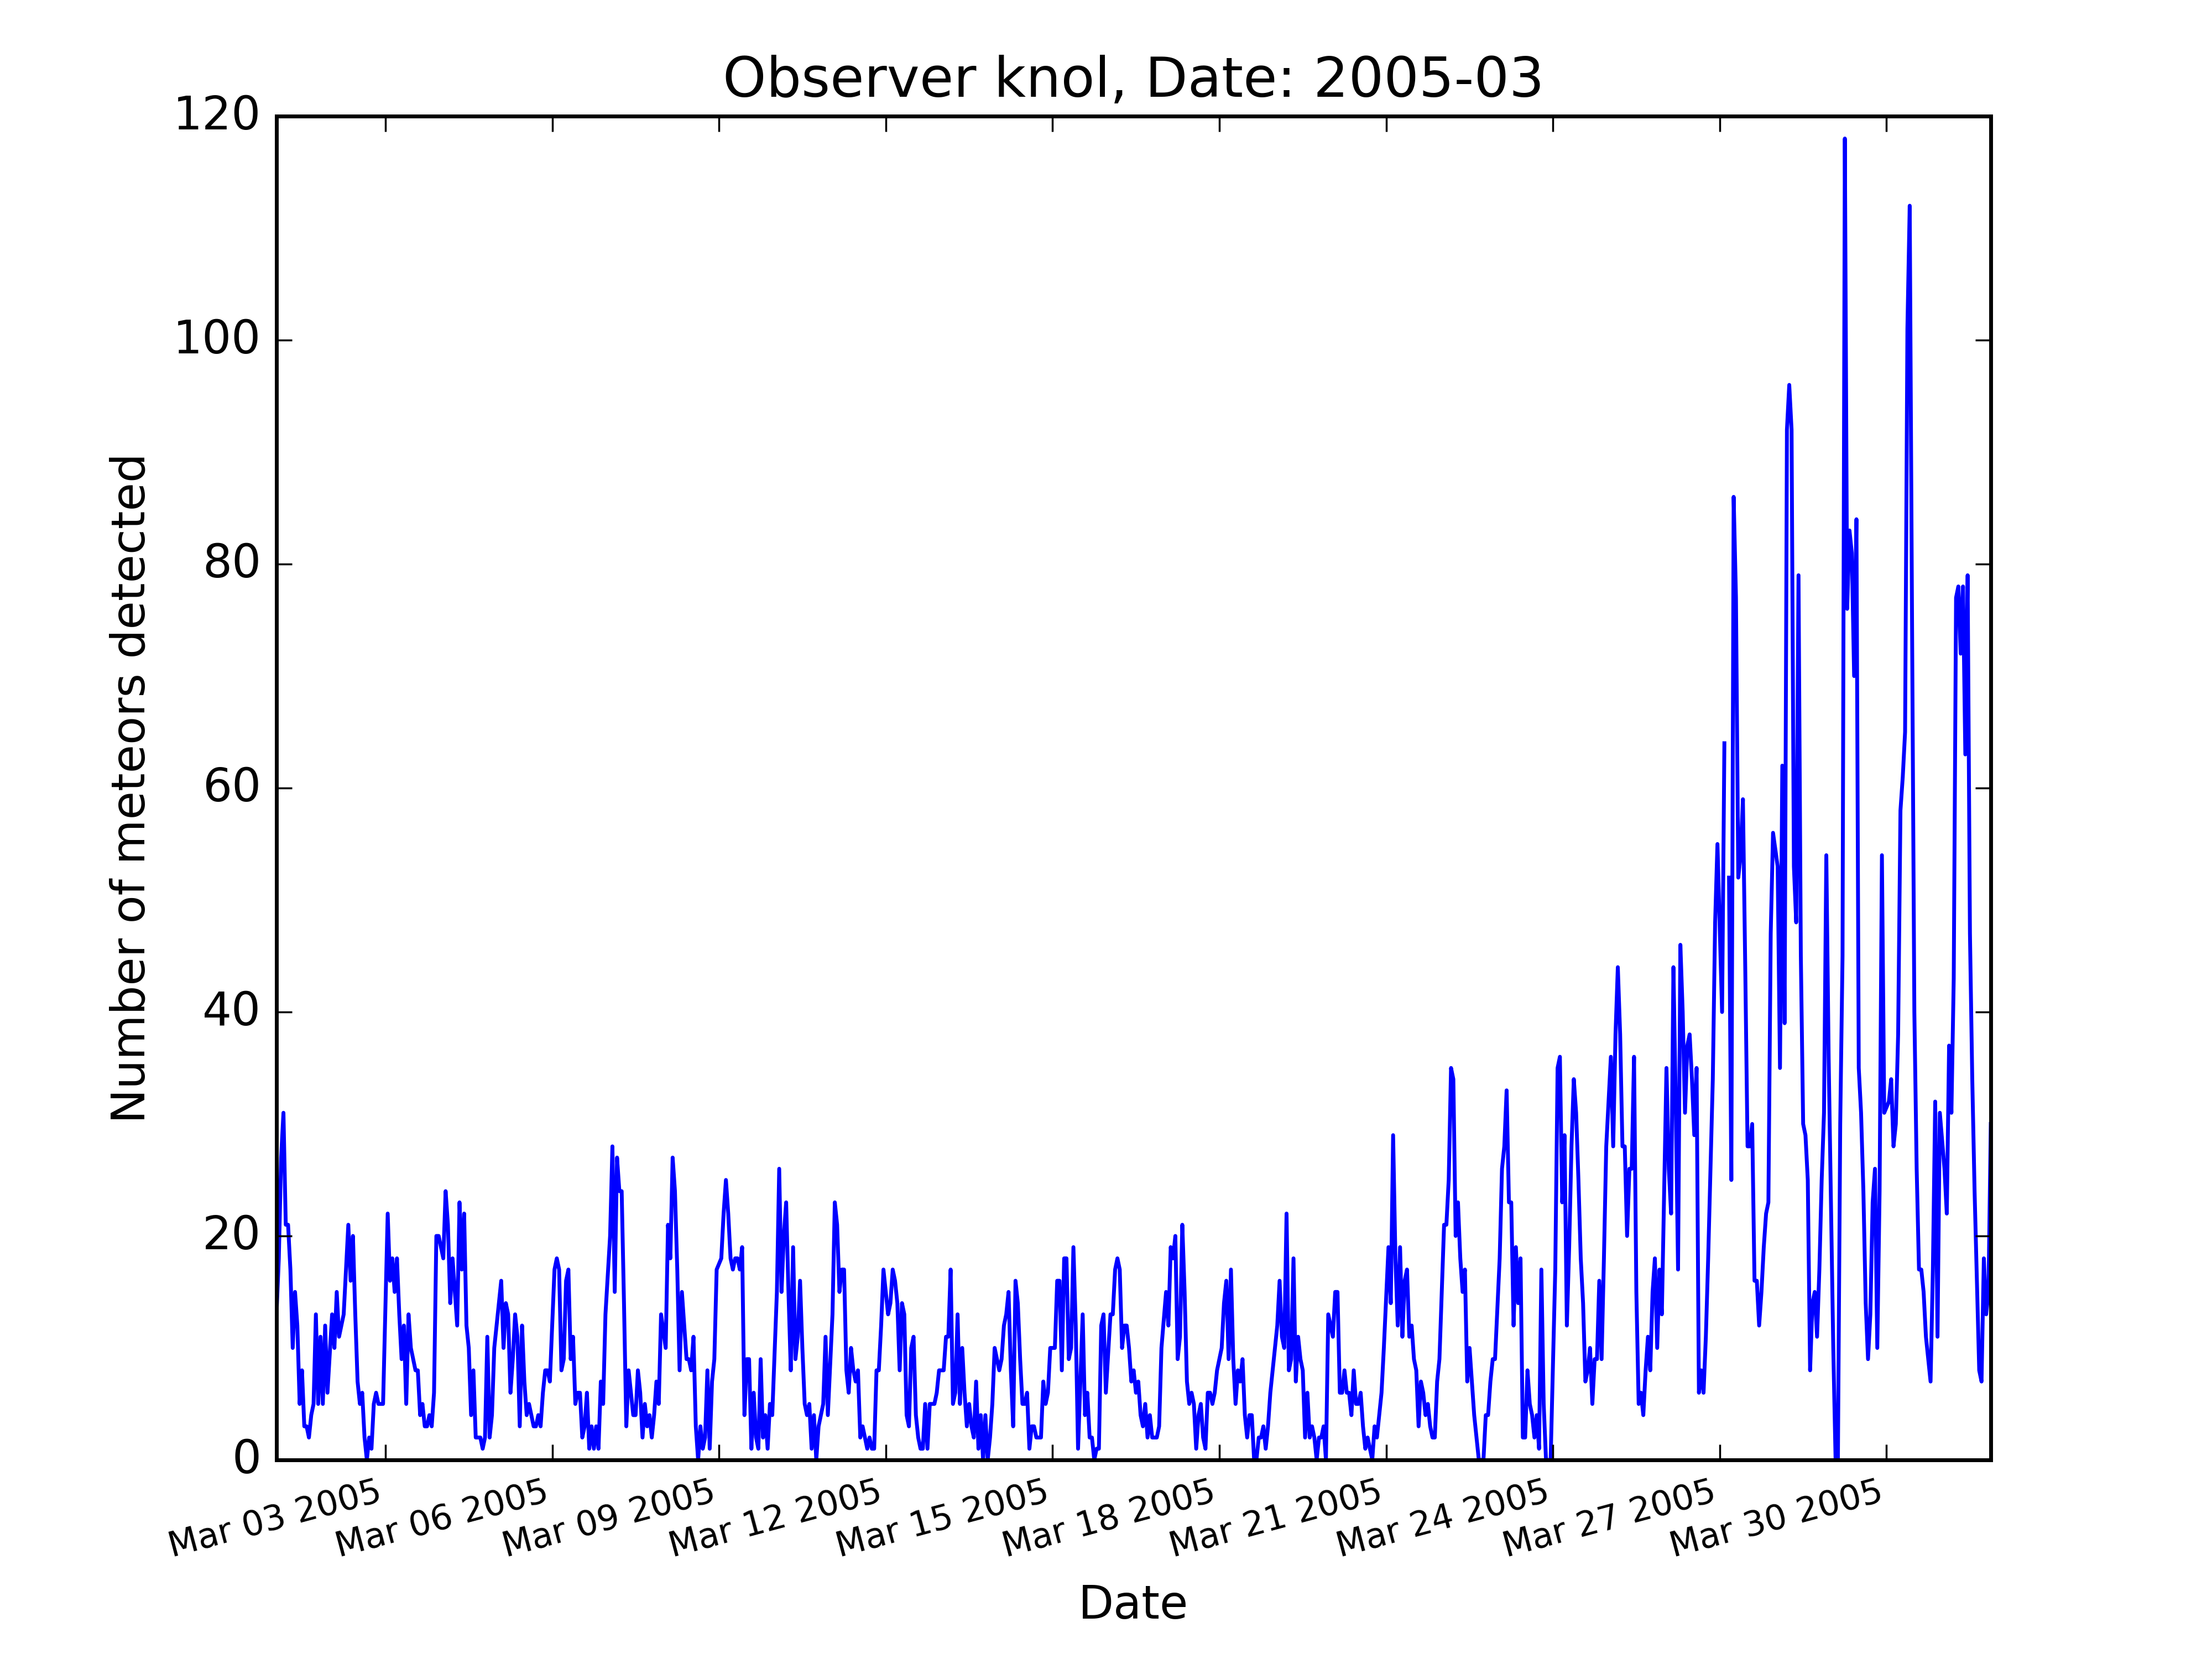 Observer knol, Date: 2005-03
120
100
80
60
40
20
0
Number of meteors detected
Mar 03 2005
Mar 06 2005
Mar 09 2005
Mar 12 2005
Mar 15 2005
Mar 18 2005
Mar 21 2005
Mar 24 2005
Mar 27 2005
Mar 30 2005
Date